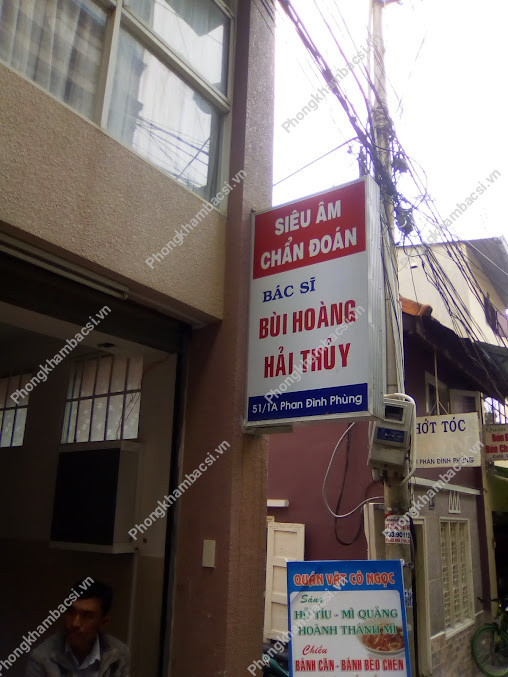 SIÊU ÂM
CHẨN ĐOÁN
BÁC SĨ
BÙI HOÀNG
HẢI THỦY
51/1A Phan Đình Phùng
HỚT TÓC
PHAN ĐÌNH PHÙNG
QUÁN VẶT CÔ NGỌC
Sáng
HỦ TÍU - MÌ QUẢNG
HOÀNH THÁNH MÌ
Chiều
BÁNH CĂN - BÁNH BÈO CHÉN
Phongkhambacsi.vn